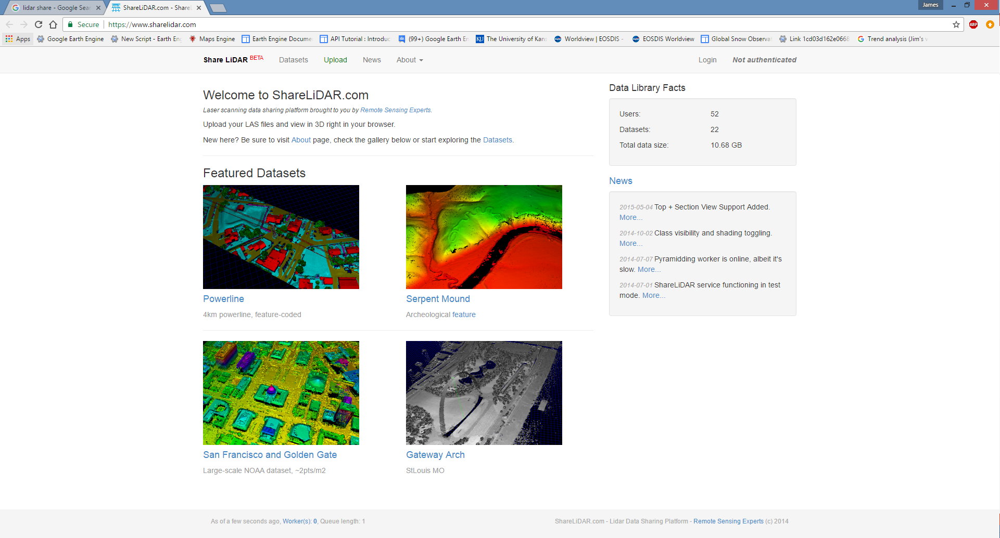 lidar share - Google Sear
ShareLiDAR.com - ShareL
James
Secure
https://www.sharelidar.com
ABP
Apps
Google Earth Engine
New Script - Earth Eng
Maps Engine
Earth Engine Docume
API Tutorial : Introduc
(99+) Google Earth En
KU
The University of Kans
Worldview | EOSDIS -
EOSDIS Worldview
Global Snow Observa
Link 1cd03d162e0668
Trend analysis (Jim's v
Share LiDAR BETA
Datasets
Upload
News
About
Login
Not authenticated
Welcome to ShareLiDAR.com
Laser scanning data sharing platform brought to you by Remote Sensing Experts.
Upload your LAS files and view in 3D right in your browser.
New here? Be sure to visit About page, check the gallery below or start exploring the Datasets.
Featured Datasets
Powerline
4km powerline, feature-coded
Serpent Mound
Archeological feature
San Francisco and Golden Gate
Large-scale NOAA dataset, ~2pts/m2
Gateway Arch
StLouis MO
Data Library Facts
Users: 52
Datasets: 22
Total data size: 10.68 GB
News
2015-05-04 Top + Section View Support Added.
More...
2014-10-02 Class visibility and shading toggling.
More...
2014-07-07 Pyramidding worker is online, albeit it's
slow. More...
2014-07-01 ShareLiDAR service functioning in test
mode. More...
As of a few seconds ago, Worker(s): 0, Queue length: 1
ShareLiDAR.com - Lidar Data Sharing Platform - Remote Sensing Experts (c) 2014